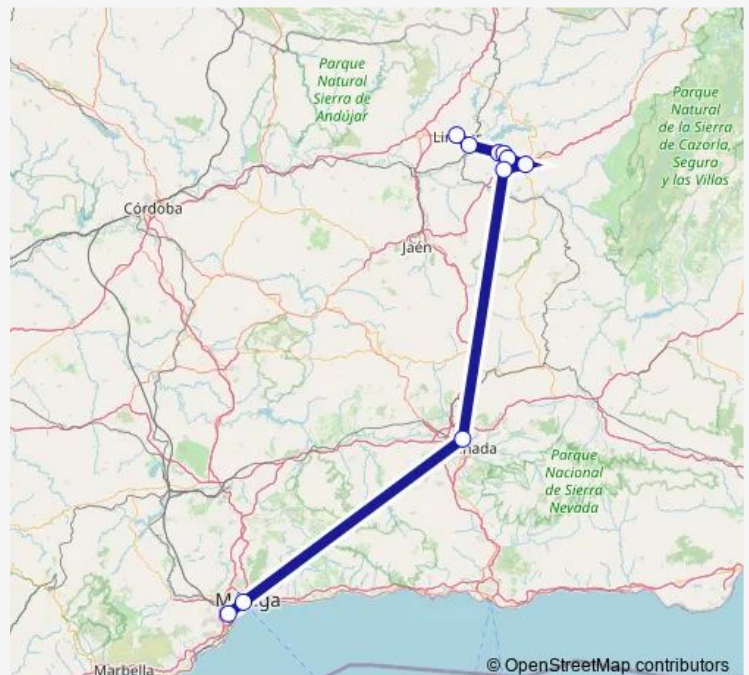 Parque
Natural
Sierra de
Andújar
Parque
Natural
de la Sierra
de Cazorla,
Segura
y las Villas
Córdoba
Jaén
Parque
Nacional
de Sierra
Nevada
Marbella
© OpenStreetMap contributors